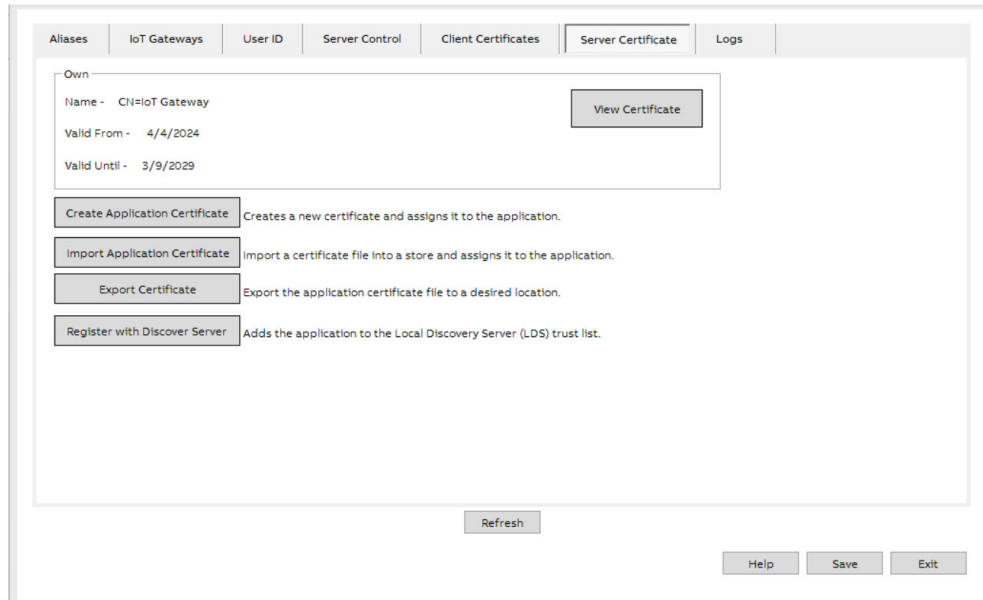 Aliases IoT Gateways User ID Server Control Client Certificates Server Certificate Logs
Own
Name - CN=IoT Gateway
View Certificate
Valid From - 4/4/2024
Valid Until - 3/9/2029
Create Application Certificate Creates a new certificate and assigns it to the application.
Import Application Certificate Import a certificate file into a store and assigns it to the application.
Export Certificate Export the application certificate file to a desired location.
Register with Discover Server Adds the application to the Local Discovery Server (LDS) trust list.
Refresh
Help Save Exit